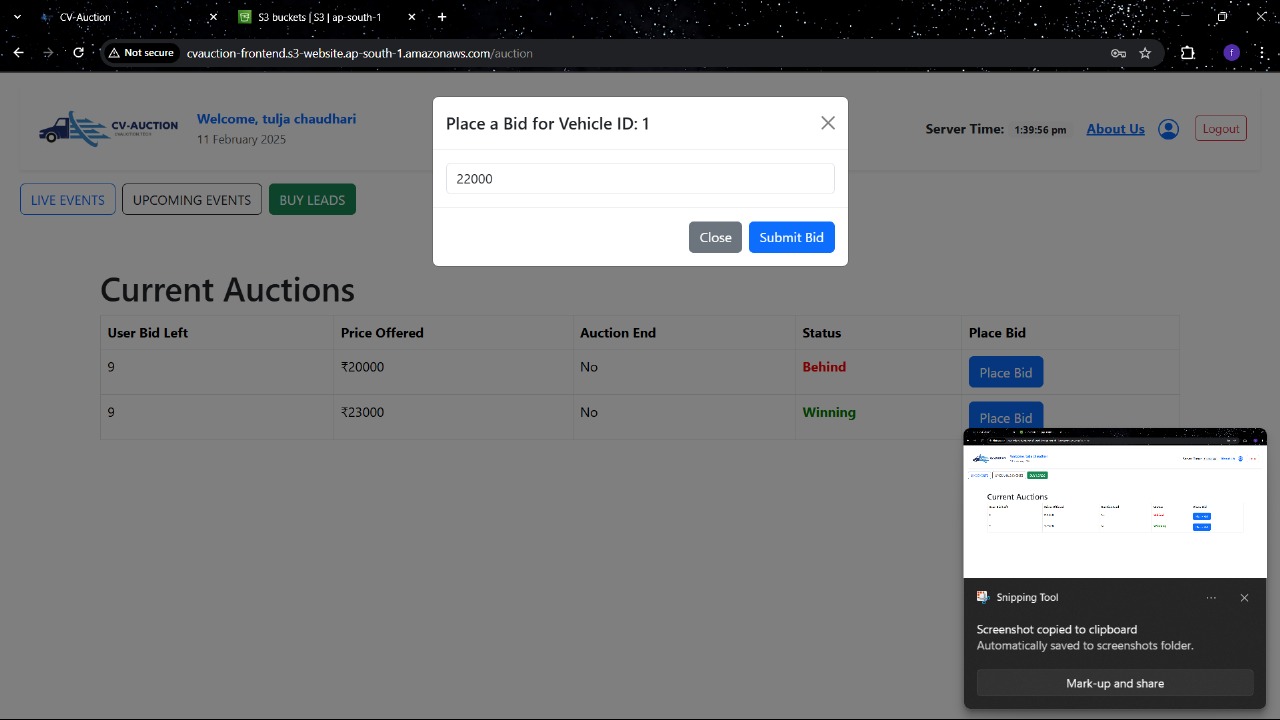 CV-Auction
S3 buckets | S3 | ap-south-1
Not secure
cvauction-frontend.s3-website.ap-south-1.amazonaws.com/auction
f
CV-AUCTION
Welcome, tulja chaudhari
11 February 2025
Server Time: 1:39:56 pm
About Us
Logout
Place a Bid for Vehicle ID: 1
22000
Close
Submit Bid
LIVE EVENTS
UPCOMING EVENTS
BUY LEADS
Current Auctions
User Bid Left Price Offered Auction End Status Place Bid
9 ₹20000 No Behind Place Bid
9 ₹23000 No Winning Place Bid
Current Auctions
Snipping Tool
Screenshot copied to clipboard
Automatically saved to screenshots folder.
Mark-up and share